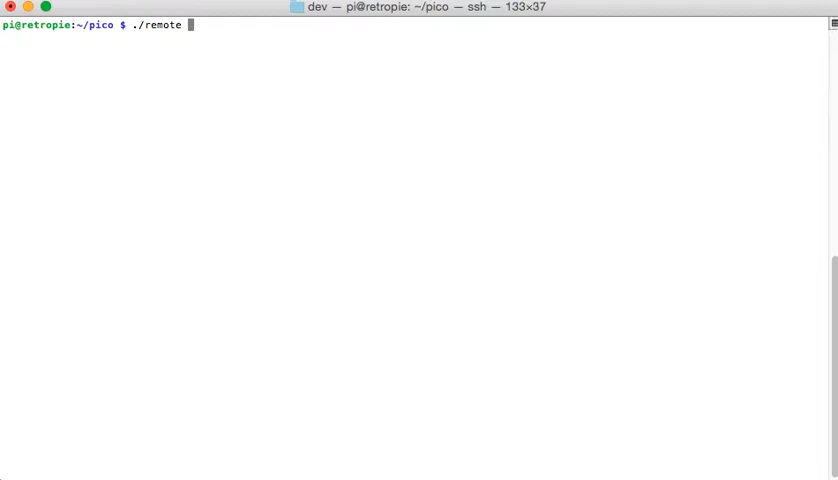 dev — pi@retropie: ~/pico — ssh — 133×37
pi@retropie:~/pico $ ./remote